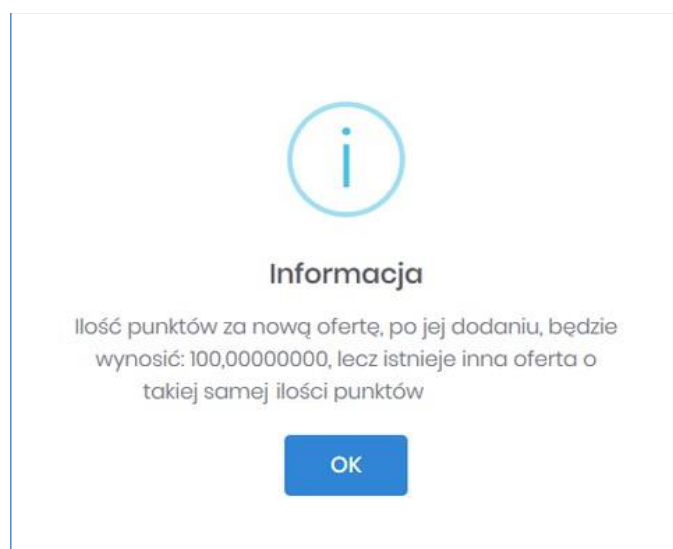 i
Informacja
Ilość punktów za nową ofertę, po jej dodaniu, będzie
wynosić: 100,00000000, lecz istnieje inna oferta o
takiej samej ilości punktów
OK